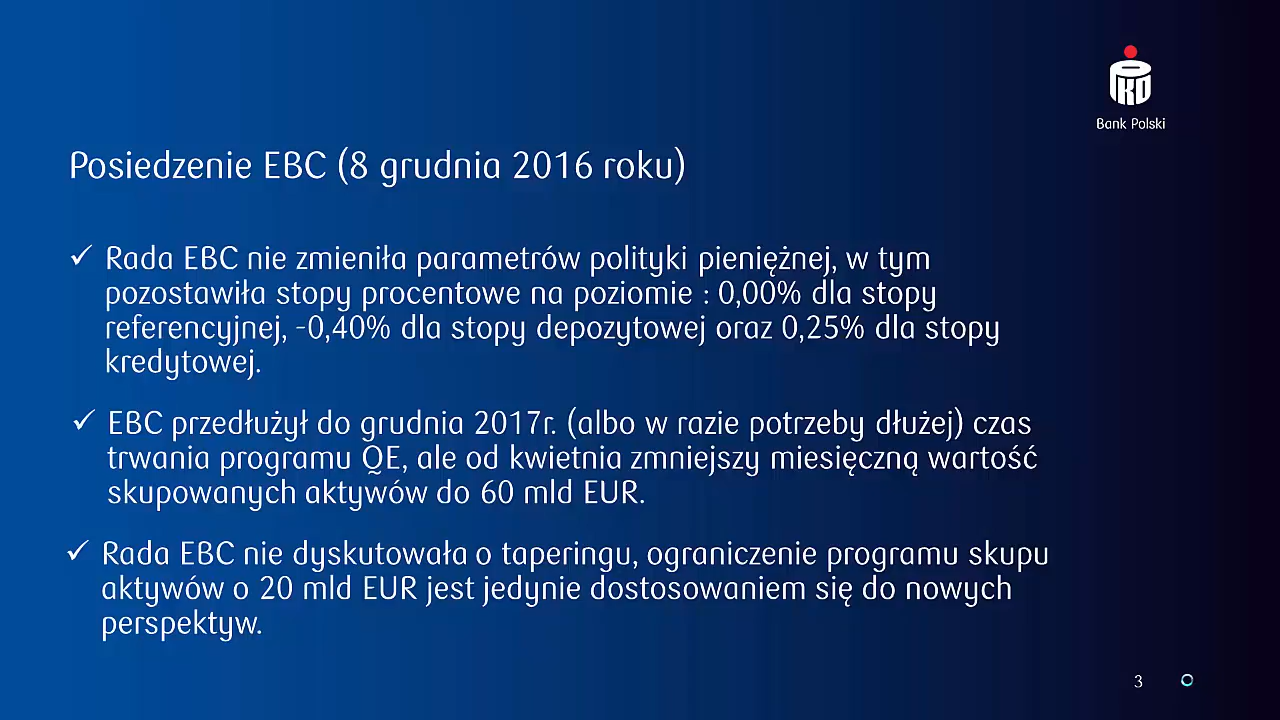 PKO
Bank Polski
Posiedzenie EBC (8 grudnia 2016 roku)
✓ Rada EBC nie zmieniła parametrów polityki pieniężnej, w tym
pozostawiła stopy procentowe na poziomie : 0,00% dla stopy
referencyjnej, -0,40% dla stopy depozytowej oraz 0,25% dla stopy
kredytowej.
✓ EBC przedłużył do grudnia 2017r. (albo w razie potrzeby dłużej) czas
trwania programu QE, ale od kwietnia zmniejszy miesięczną wartość
skupowanych aktywów do 60 mld EUR.
✓ Rada EBC nie dyskutowała o taperingu, ograniczenie programu skupu
aktywów o 20 mld EUR jest jedynie dostosowaniem się do nowych
perspektyw.
3